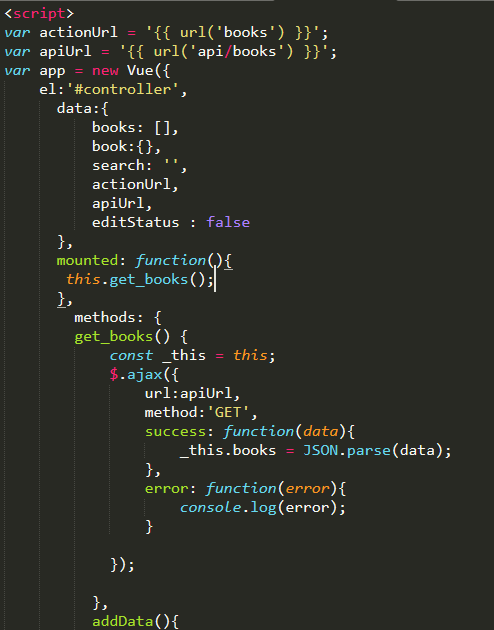 <script>
var actionUrl = '{{ url('books') }}';
var apiUrl = '{{ url('api/books') }}';
var app = new Vue({
    el:'#controller',
      data:{
          books: [],
          book:{},
          search: '',
          actionUrl,
          apiUrl,
          editStatus : false
      },
      mounted: function(){
       this.get_books();
      },
        methods: {
        get_books() {
            const _this = this;
            $.ajax({
                url:apiUrl,
                method:'GET',
                success: function(data){
                    _this.books = JSON.parse(data);
                },
                error: function(error){
                    console.log(error);
                }
            });
          },
          addData(){